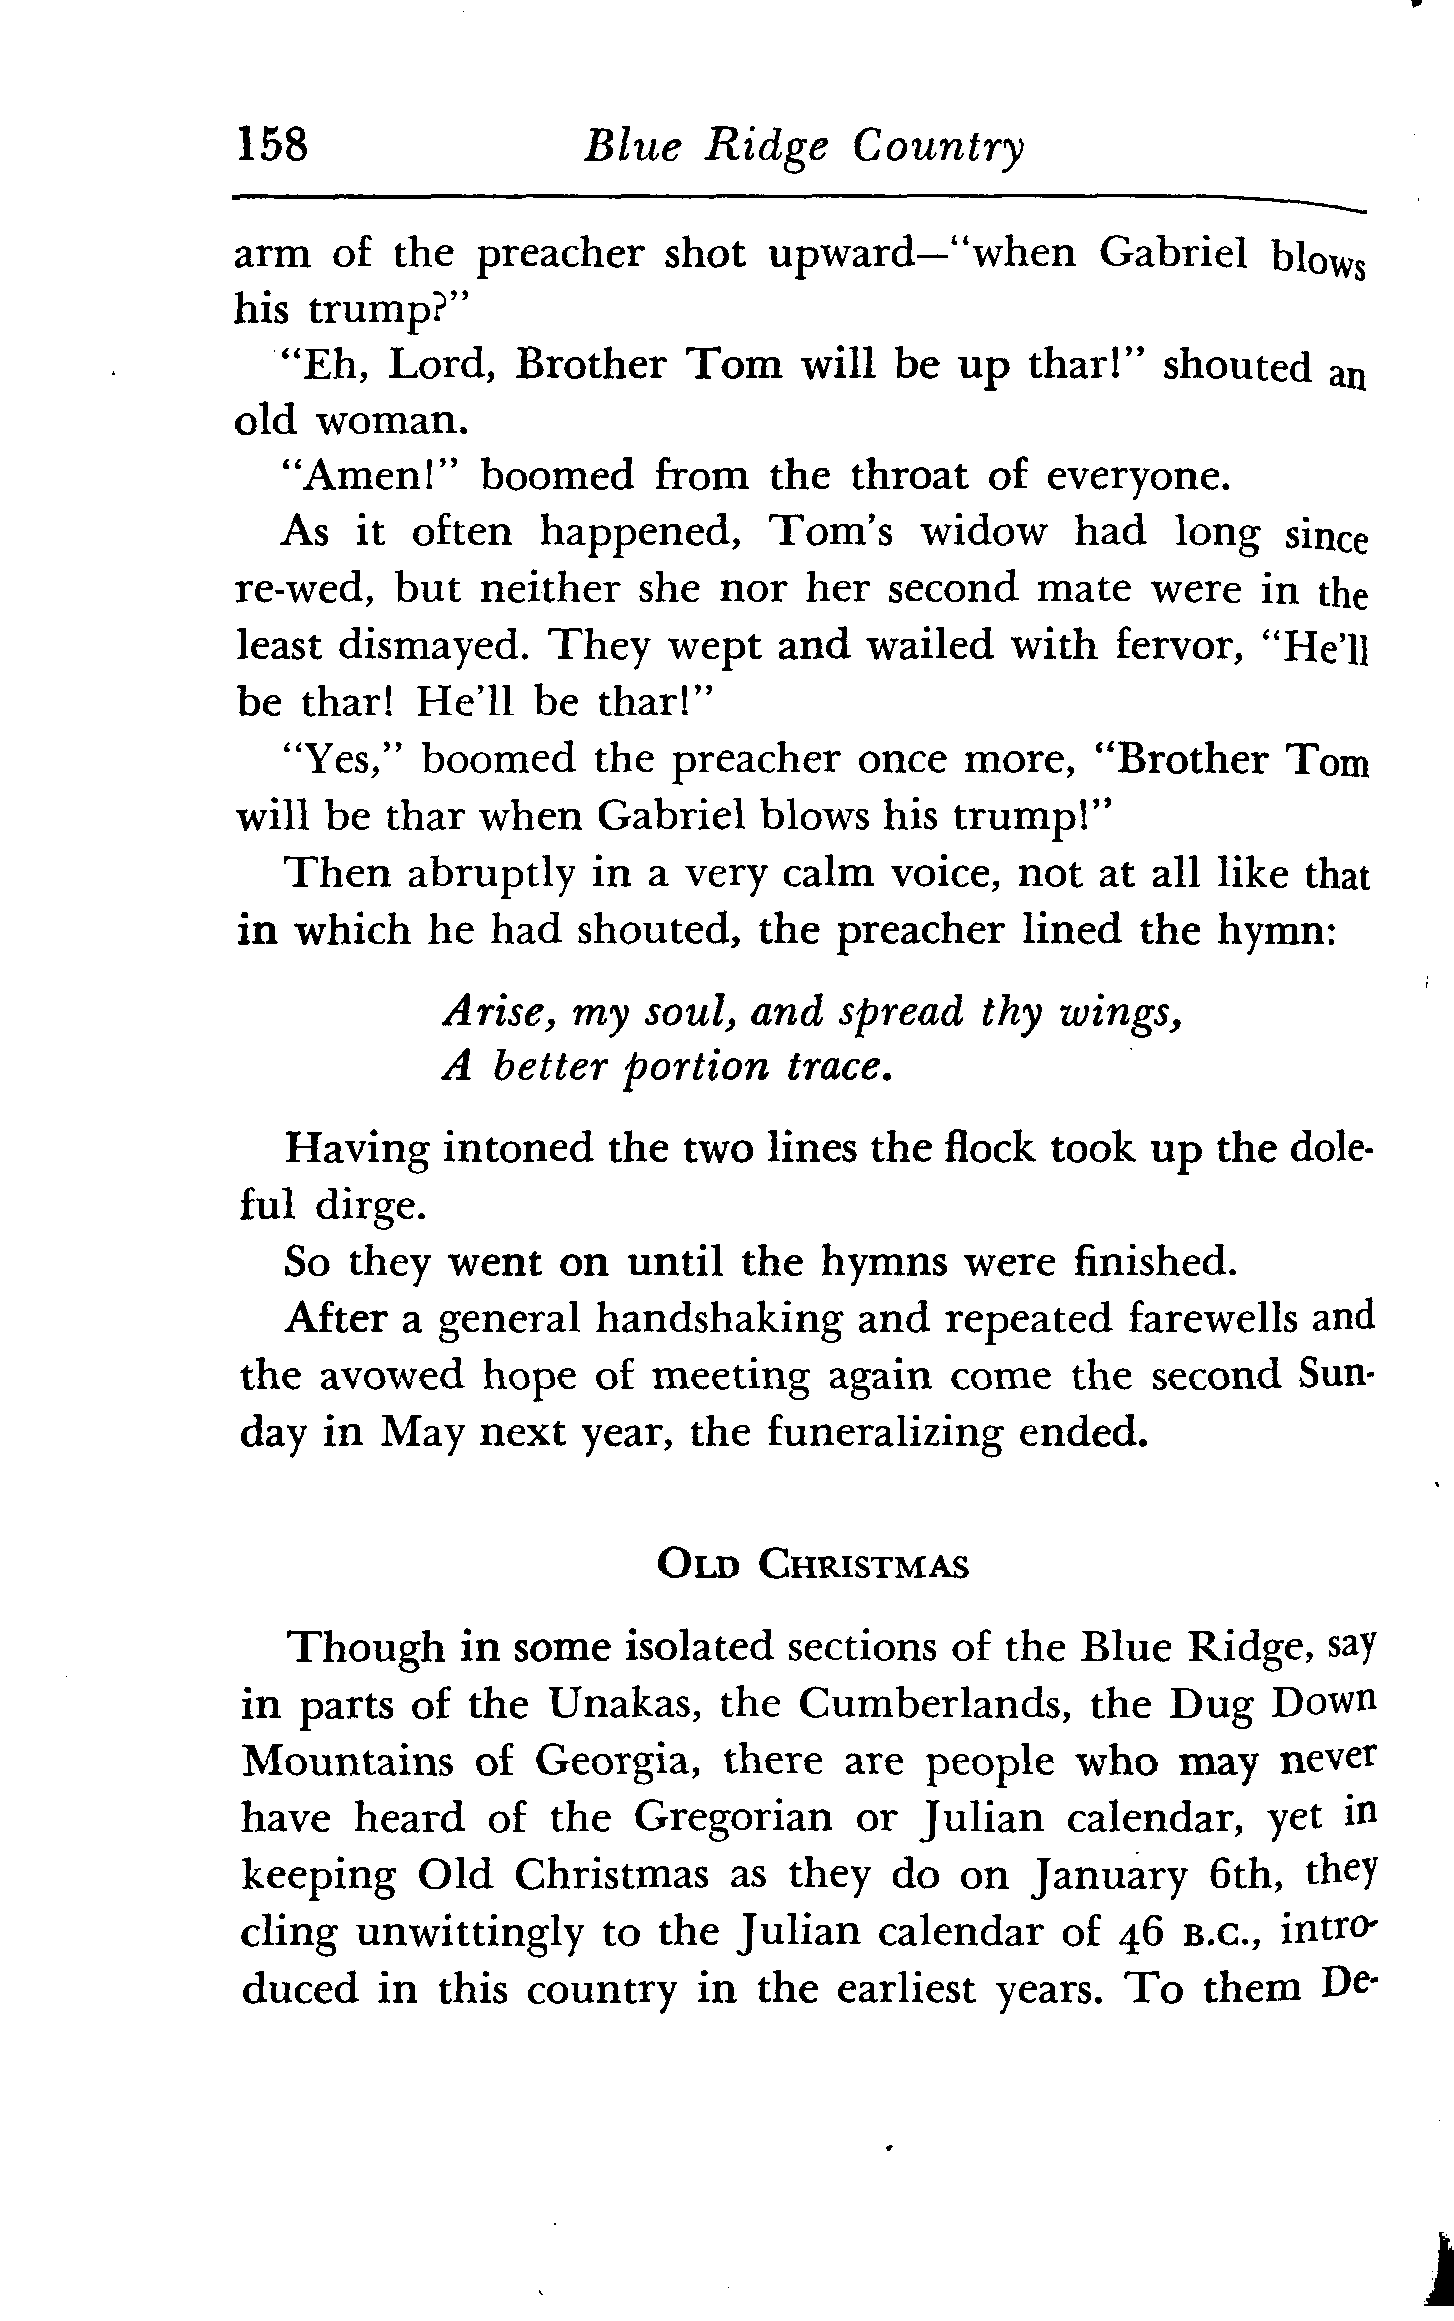 158 Blue Ridge Country
arm of the preacher shot upward—"when Gabriel blows
his trump?"
"Eh, Lord, Brother Tom will be up thar!" shouted an
old woman.
"Amen!" boomed from the throat of everyone.
As it often happened, Tom's widow had long since
re-wed, but neither she nor her second mate were in the
least dismayed. They wept and wailed with fervor, "He'll
be thar! He'll be thar!"
"Yes," boomed the preacher once more, "Brother Tom
will be thar when Gabriel blows his trump!"
Then abruptly in a very calm voice, not at all like that
in which he had shouted, the preacher lined the hymn:
Arise, my soul, and spread thy wings,
A better portion trace.
Having intoned the two lines the flock took up the dole-
ful dirge.
So they went on until the hymns were finished.
After a general handshaking and repeated farewells and
the avowed hope of meeting again come the second Sun-
day in May next year, the funeralizing ended.
OLD CHRISTMAS
Though in some isolated sections of the Blue Ridge, say
in parts of the Unakas, the Cumberlands, the Dug Down
Mountains of Georgia, there are people who may never
have heard of the Gregorian or Julian calendar, yet in
keeping Old Christmas as they do on January 6th, they
cling unwittingly to the Julian calendar of 46 B.C., intro-
duced in this country in the earliest years. To them De-